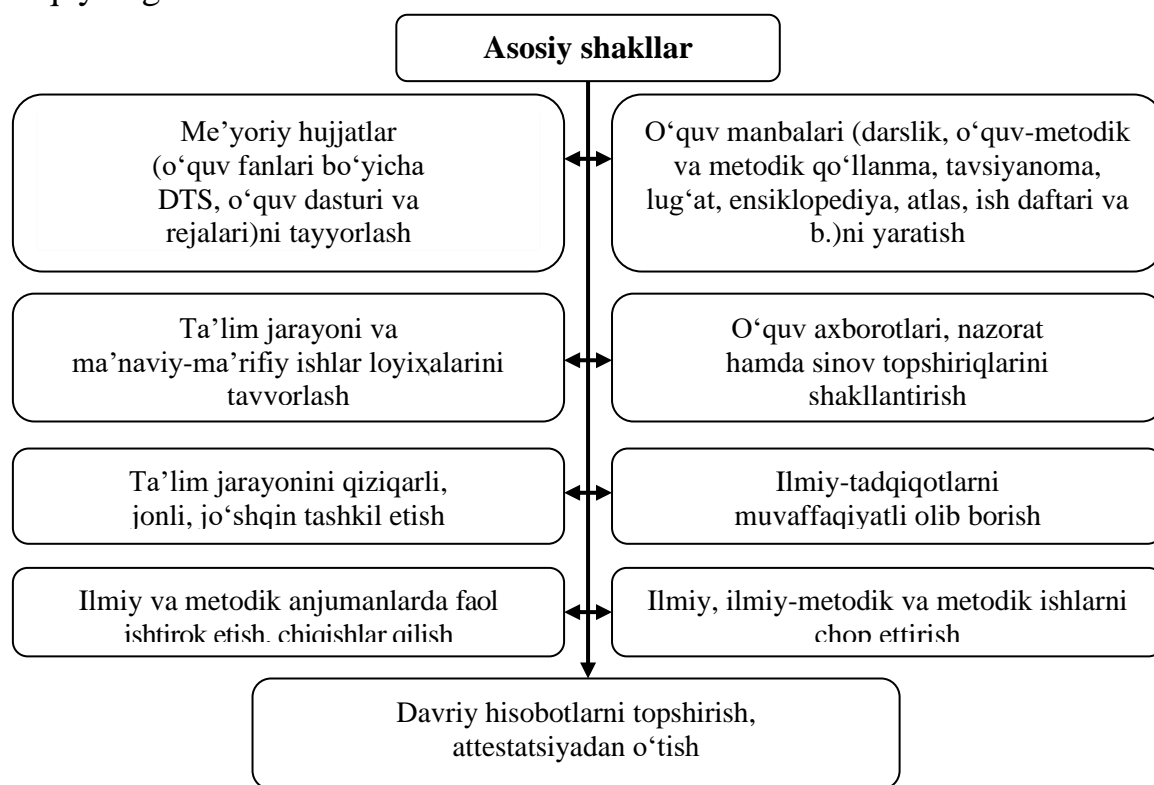 Asosiy shakllar
Me’yoriy hujjatlar
(o‘quv fanlari bo‘yicha
DTS, o‘quv dasturi va
rejalari)ni tayyorlash
O‘quv manbalari (darslik, o‘quv-metodik
va metodik qo‘llanma, tavsiyanoma,
lug‘at, ensiklopediya, atlas, ish daftari va
b.)ni yaratish
Ta’lim jarayoni va
ma’naviy-ma’rifiy ishlar loyixalarini
tayyorlash
O‘quv axborotlari, nazorat
hamda sinov topshiriqlarini
shakllantirish
Ta’lim jarayonini qiziqarli,
jonli, jo‘shqin tashkil etish
Ilmiy-tadqiqotlarni
muvaffaqiyatli olib borish
Ilmiy va metodik anjumanlarda faol
ishtirok etish, chiqishlar qilish
Ilmiy, ilmiy-metodik va metodik ishlarni
chop ettirish
Davriy hisobotlarni topshirish,
attestatsiyadan o‘tish